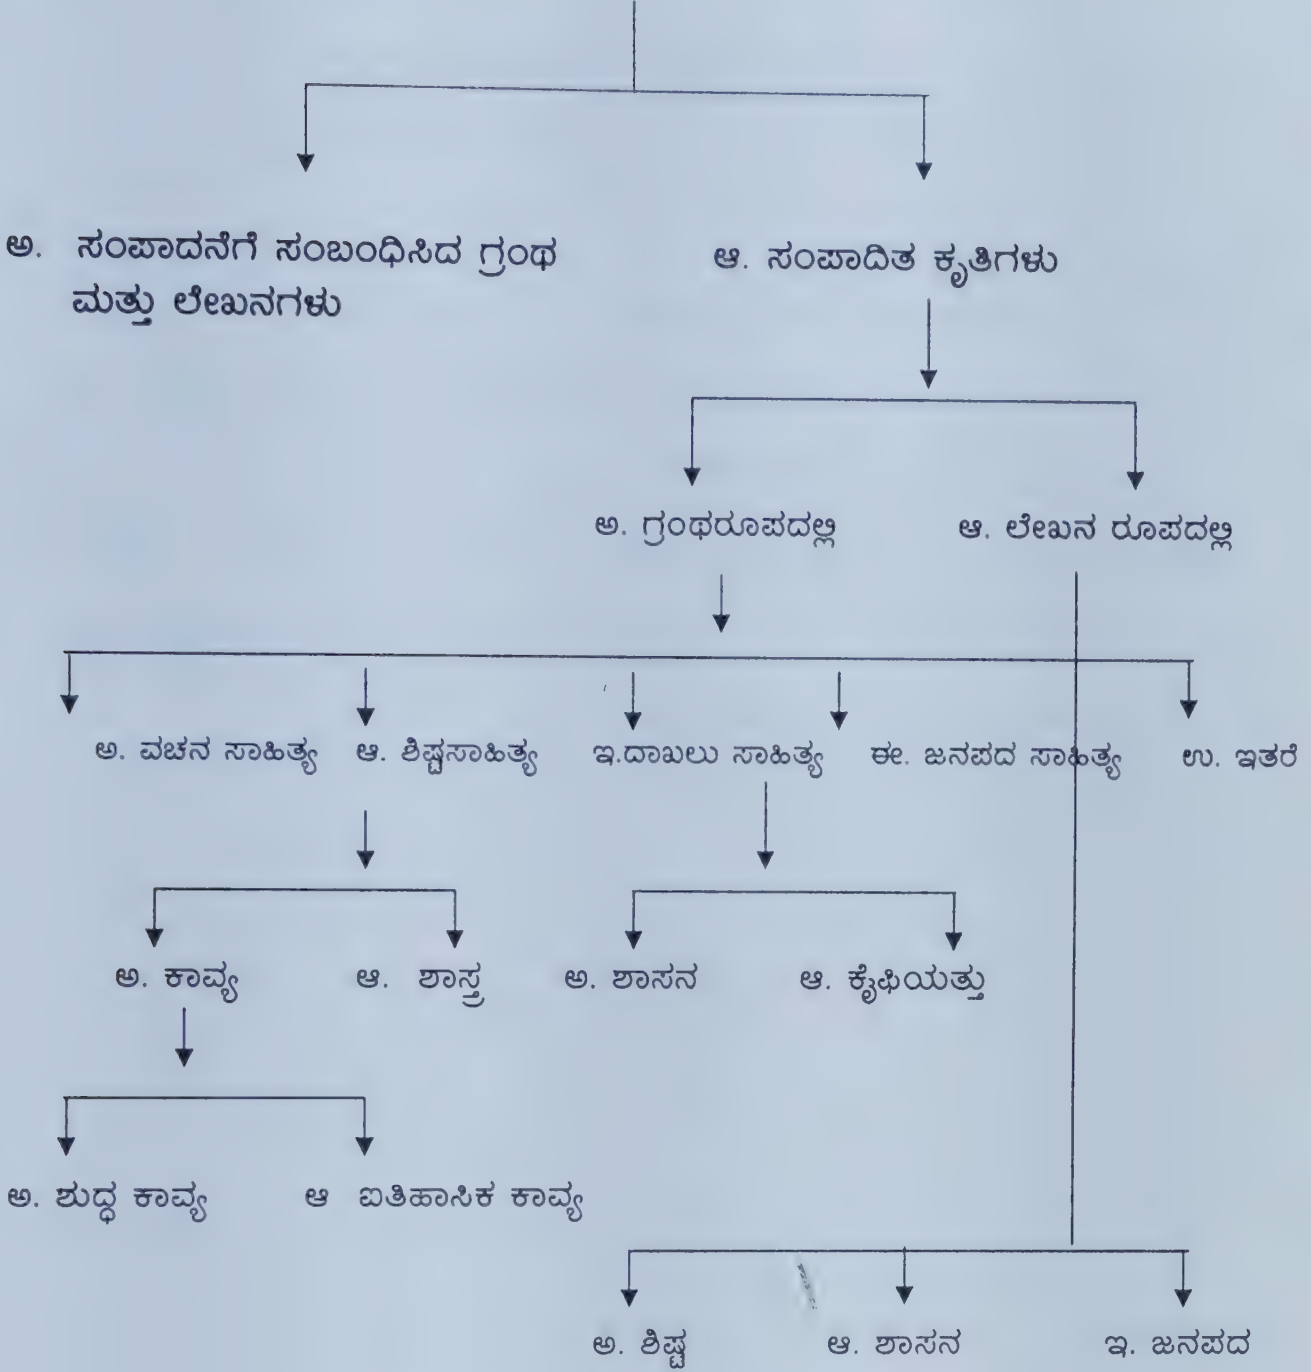 ಅ. ಸಂಪಾದನೆಗೆ ಸಂಬಂಧಿಸಿದ ಗ್ರಂಥ
ಮತ್ತು ಲೇಖನಗಳು
ಆ. ಸಂಪಾದಿತ ಕೃತಿಗಳು
ಅ. ಗ್ರಂಥರೂಪದಲ್ಲಿ
ಆ. ಲೇಖನ ರೂಪದಲ್ಲಿ
ಅ. ವಚನ ಸಾಹಿತ್ಯ
ಆ. ಶಿಷ್ಟಸಾಹಿತ್ಯ
ಇ.ದಾಖಲು ಸಾಹಿತ್ಯ
ಈ. ಜನಪದ ಸಾಹಿತ್ಯ
ಉ. ಇತರೆ
ಅ. ಕಾವ್ಯ
ಆ. ಶಾಸ್ತ್ರ
ಅ. ಶಾಸನ
ಆ. ಕೈಫಿಯತ್ತು
ಅ. ಶುದ್ಧ ಕಾವ್ಯ
ಆ ಐತಿಹಾಸಿಕ ಕಾವ್ಯ
ಅ. ಶಿಷ್ಟ
ಆ. ಶಾಸನ
ಇ. ಜನಪದ